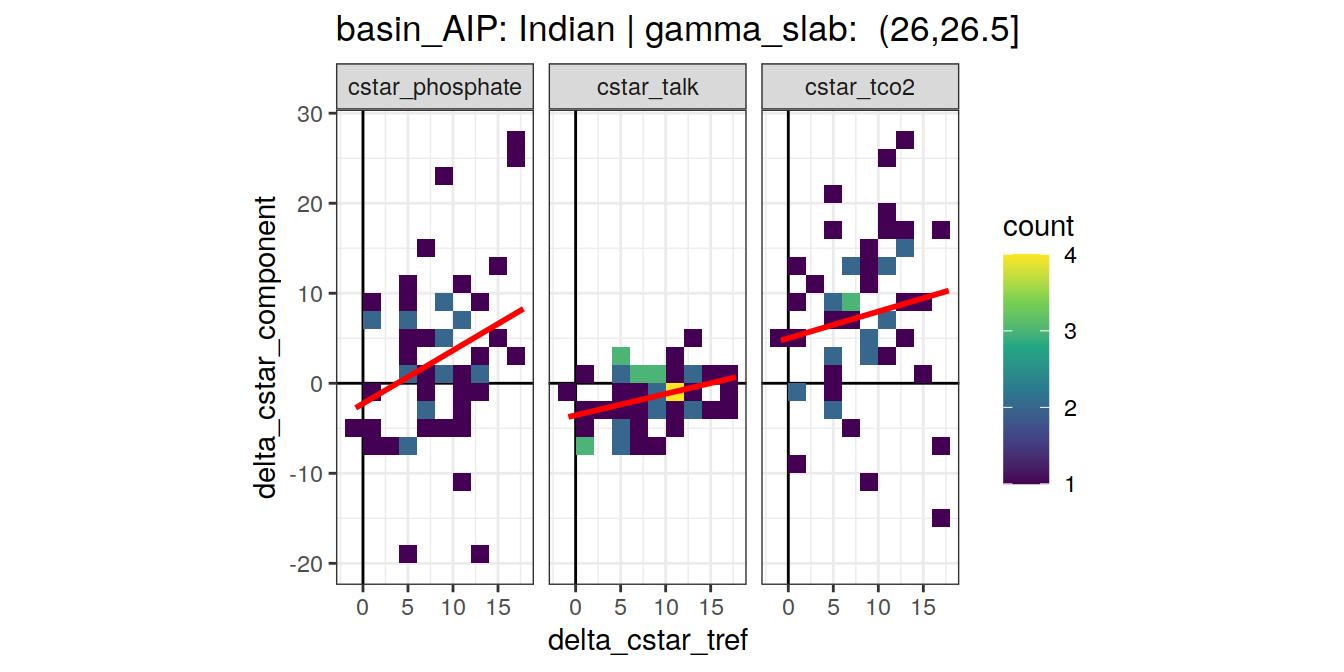 basin_AIP: Indian | gamma_slab:  (26,26.5]
cstar_phosphate
cstar_talk
cstar_tco2
delta_cstar_component
30
20
10
0
-10
-20
0 5 10 15
0 5 10 15
0 5 10 15
delta_cstar_tref
count
4
3
2
1